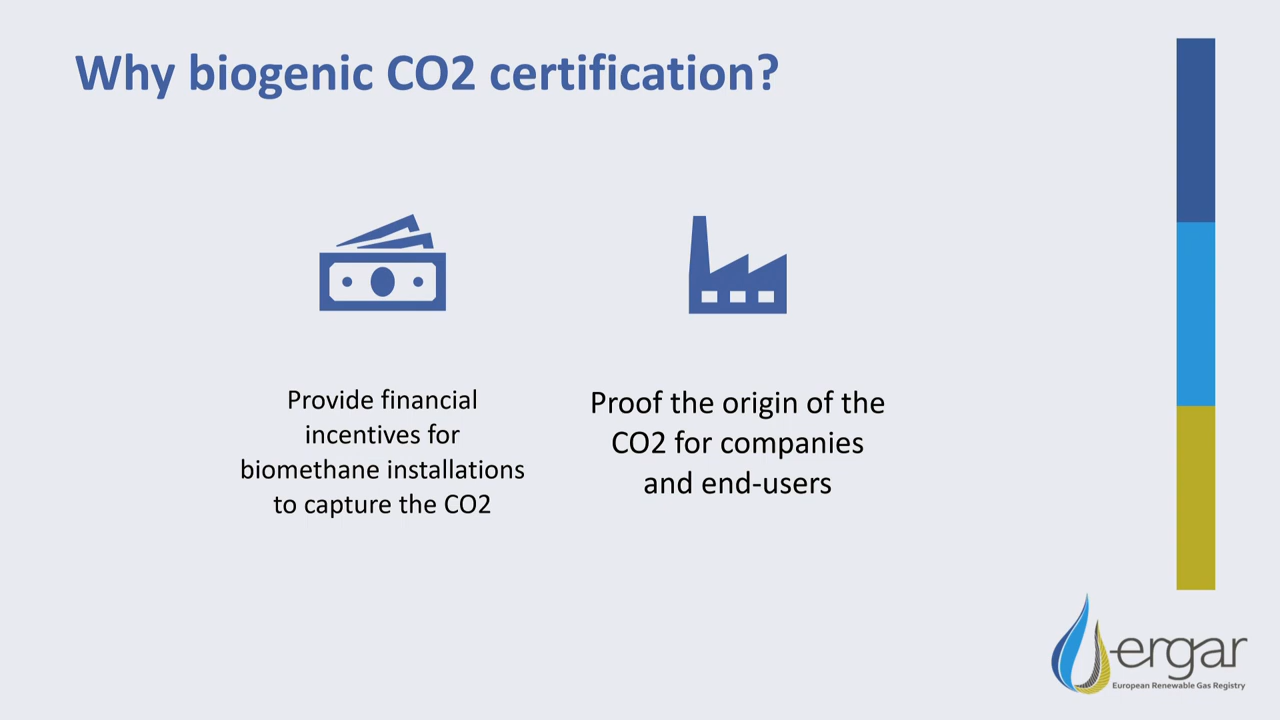 Why biogenic CO2 certification?
Provide financial
incentives for
biomethane installations
to capture the CO2
Proof the origin of the
CO2 for companies
and end-users
ergar
European Renewable Gas Registry